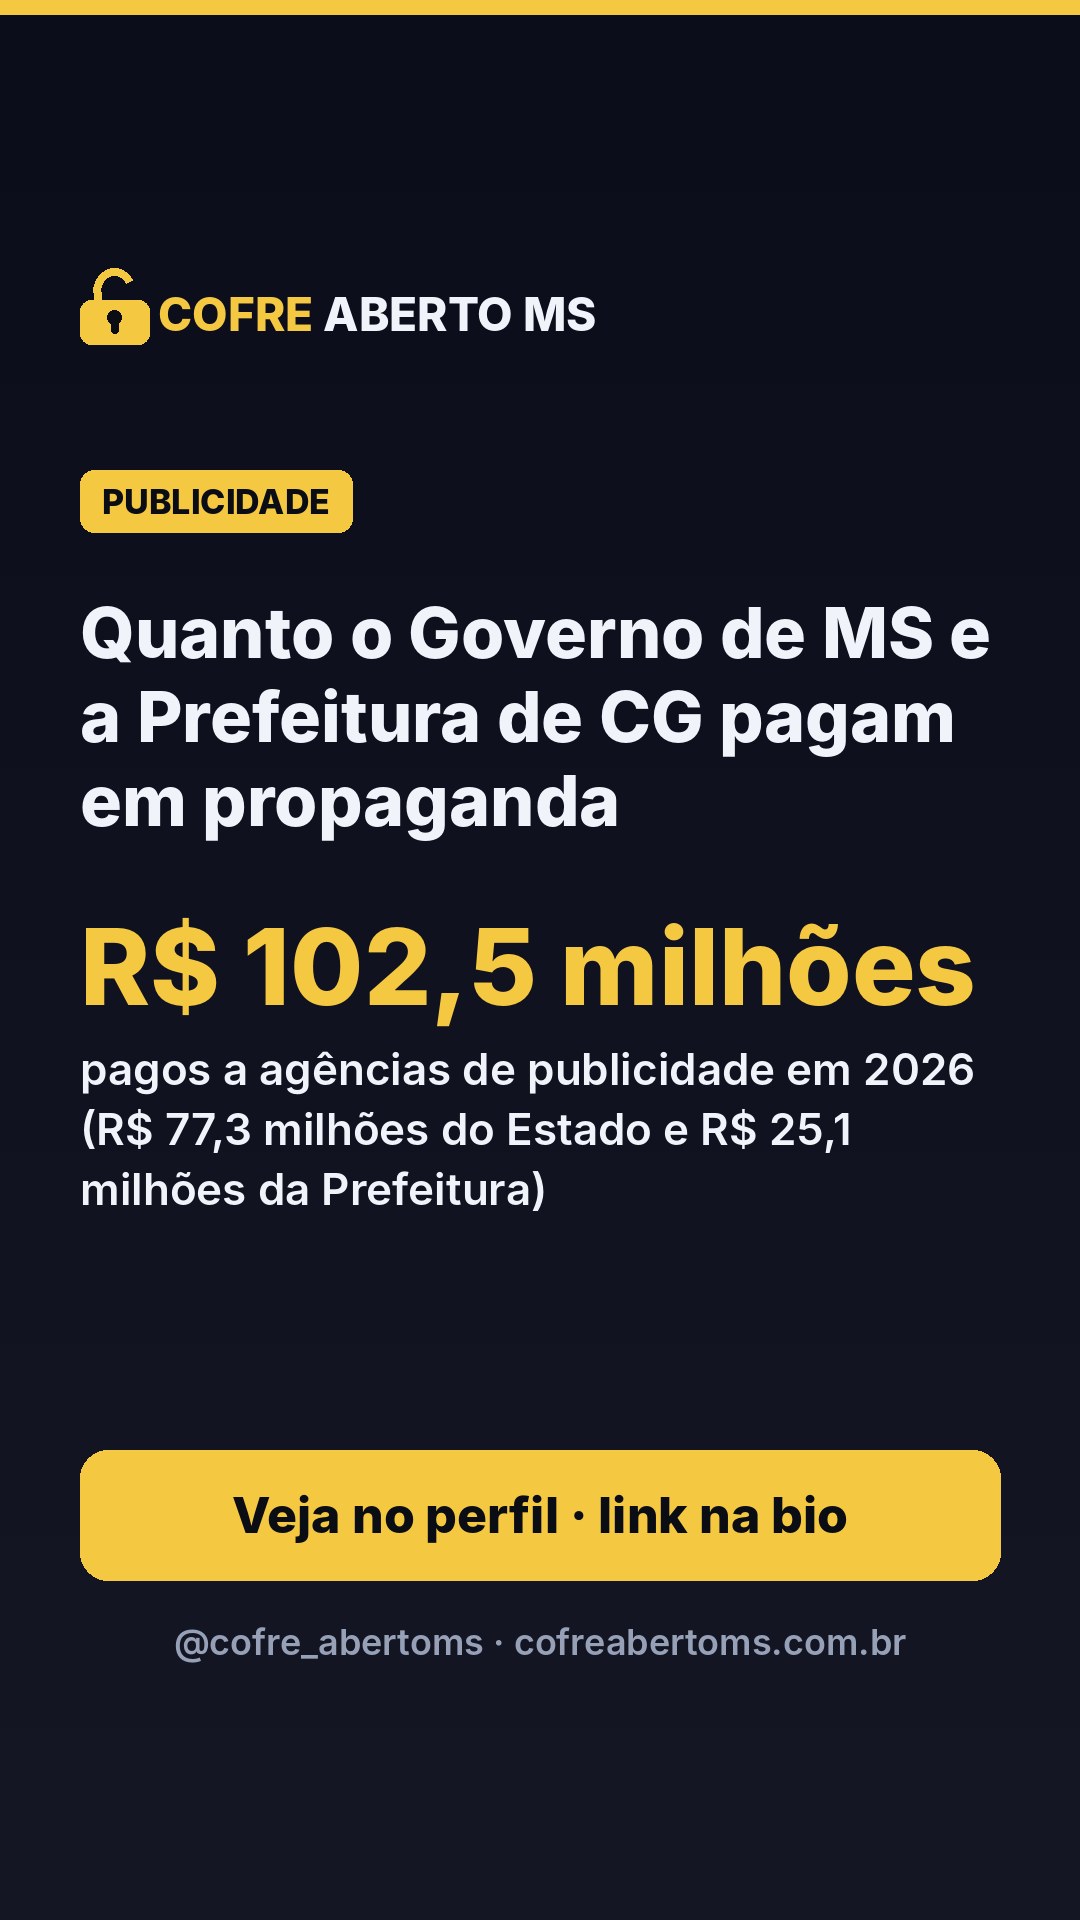 COFRE ABERTO MS
PUBLICIDADE
Quanto o Governo de MS e
a Prefeitura de CG pagam
em propaganda
R$ 102,5 milhões
pagos a agências de publicidade em 2026
(R$ 77,3 milhões do Estado e R$ 25,1
milhões da Prefeitura)
Veja no perfil · link na bio
@cofre_abertoms · cofreabertoms.com.br